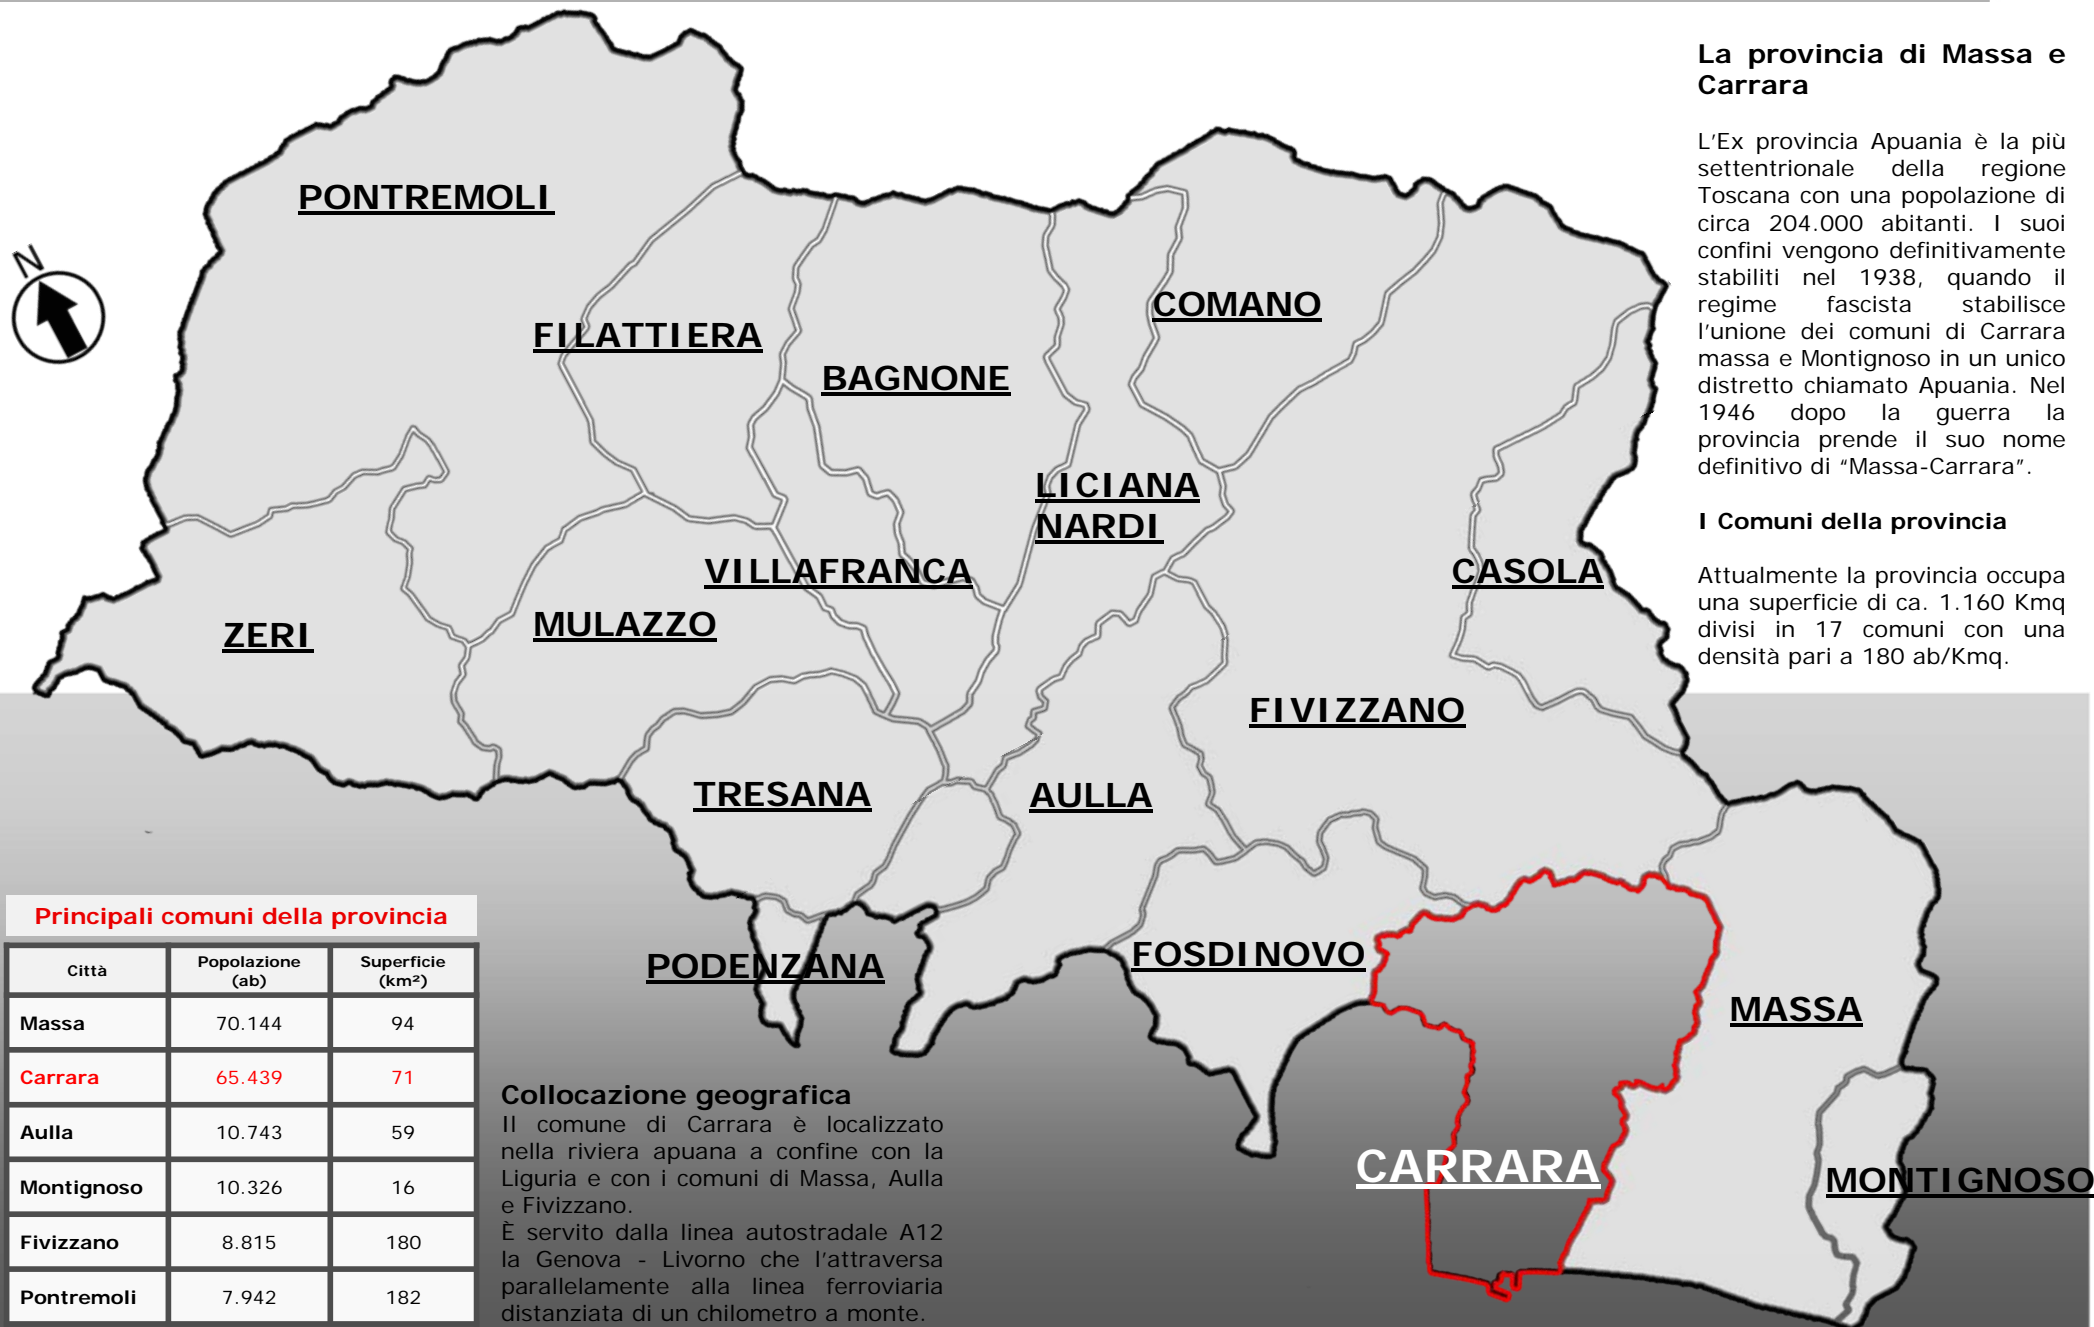 La provincia di Massa e
Carrara
L'Ex provincia Apuania è la più
settentrionale della regione
Toscana con una popolazione di
circa 204.000 abitanti. I suoi
confini vengono definitivamente
stabiliti nel 1938, quando il
regime fascista stabilisce
l'unione dei comuni di Carrara
massa e Montignoso in un unico
distretto chiamato Apuania. Nel
1946 dopo la guerra la
provincia prende il suo nome
definitivo di “Massa-Carrara”.
I Comuni della provincia
Attualmente la provincia occupa
una superficie di ca. 1.160 Kmq
divisi in 17 comuni con una
densità pari a 180 ab/Kmq.
N
PONTREMOLI
FILATTIERA
BAGNONE
COMANO
LICIANA
NARDI
VILLAFRANCA
CASOLA
ZERI
MULAZZO
FIVIZZANO
TRESANA
AULLA
PODENZANA
FOSDINOVO
MASSA
CARRARA
MONTIGNOSO
Principali comuni della provincia
Città Popolazione (ab) Superficie (km²)
Massa 70.144 94
Carrara 65.439 71
Aulla 10.743 59
Montignoso 10.326 16
Fivizzano 8.815 180
Pontremoli 7.942 182
Collocazione geografica
Il comune di Carrara è localizzato
nella riviera apuana a confine con la
Liguria e con i comuni di Massa, Aulla
e Fivizzano.
È servito dalla linea autostradale A12
la Genova - Livorno che l'attraversa
parallelamente alla linea ferroviaria
distanziata di un chilometro a monte.